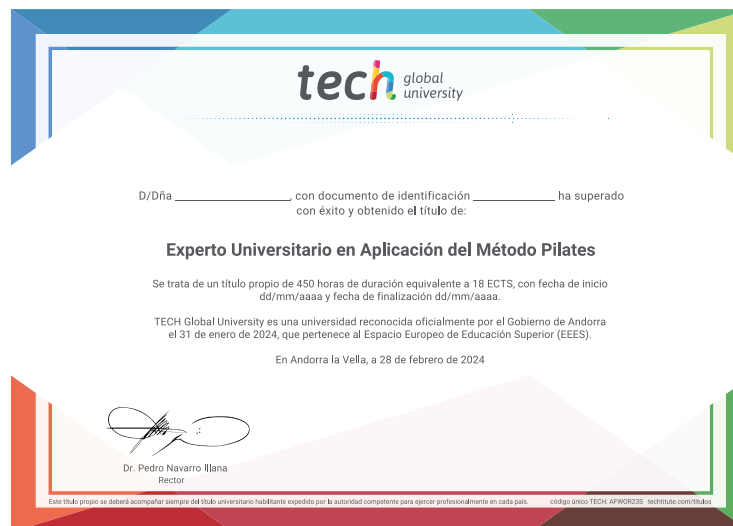 tech global university
D/Dña ______________, con documento de identificación __________ ha superado
con éxito y obtenido el título de:
Experto Universitario en Aplicación del Método Pilates
Se trata de un título propio de 450 horas de duración equivalente a 18 ECTS, con fecha de inicio
dd/mm/aaaa y fecha de finalización dd/mm/aaaa.
TECH Global University es una universidad reconocida oficialmente por el Gobierno de Andorra
el 31 de enero de 2024, que pertenece al Espacio Europeo de Educación Superior (EEES).
En Andorra la Vella, a 28 de febrero de 2024
Dr. Pedro Navarro Illana
Rector
Este título propio se deberá acompañar siempre del título universitario habilitante expedido por la autoridad competente para ejercer profesionalmente en cada país. código único TECH: AFWOR23S techtitute.com/titulos